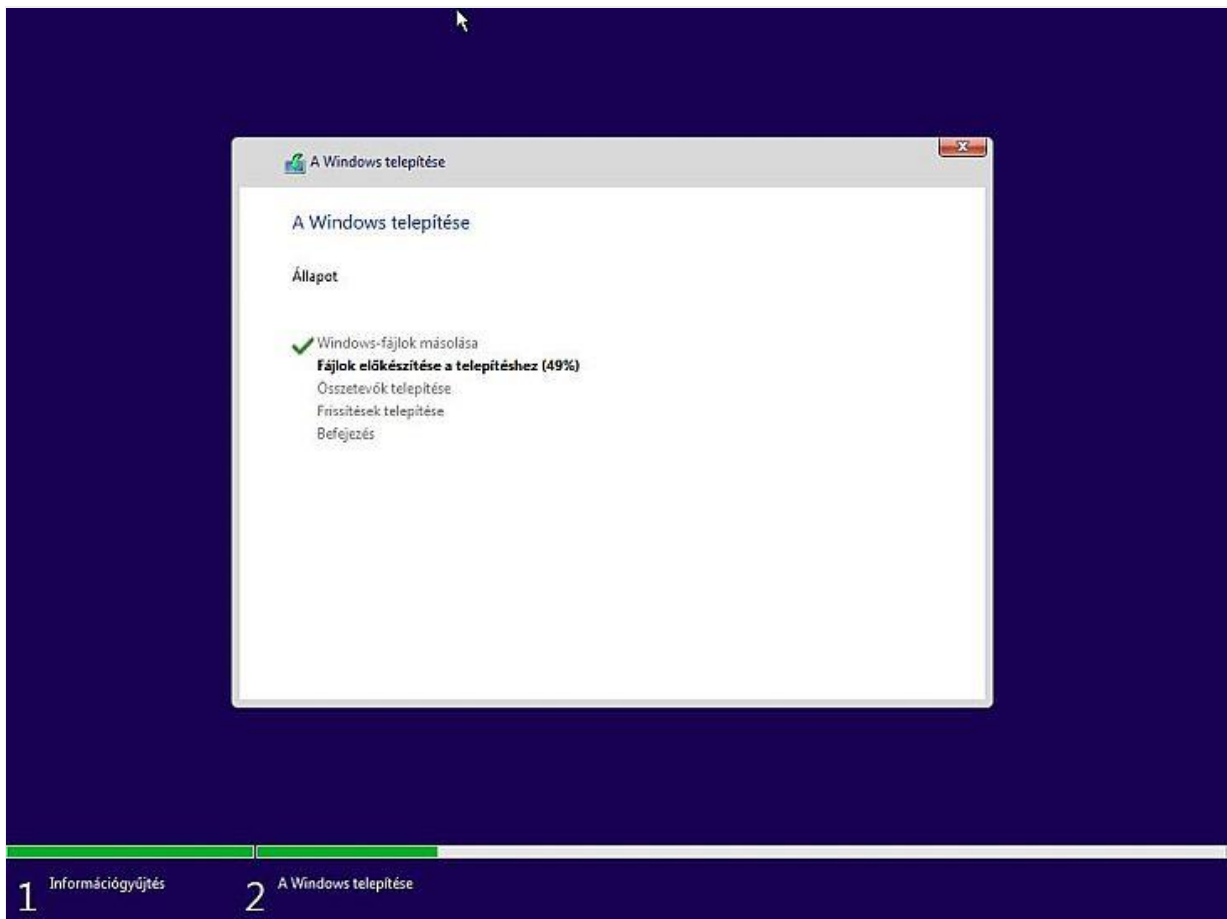 A Windows telepítése
A Windows telepítése
Állapot
Windows-fájlok másolása
Fájlok előkészítése a telepítéshez (49%)
Összetevők telepítése
Frissítések telepítése
Befejezés
1 Információgyűjtés
2 A Windows telepítése